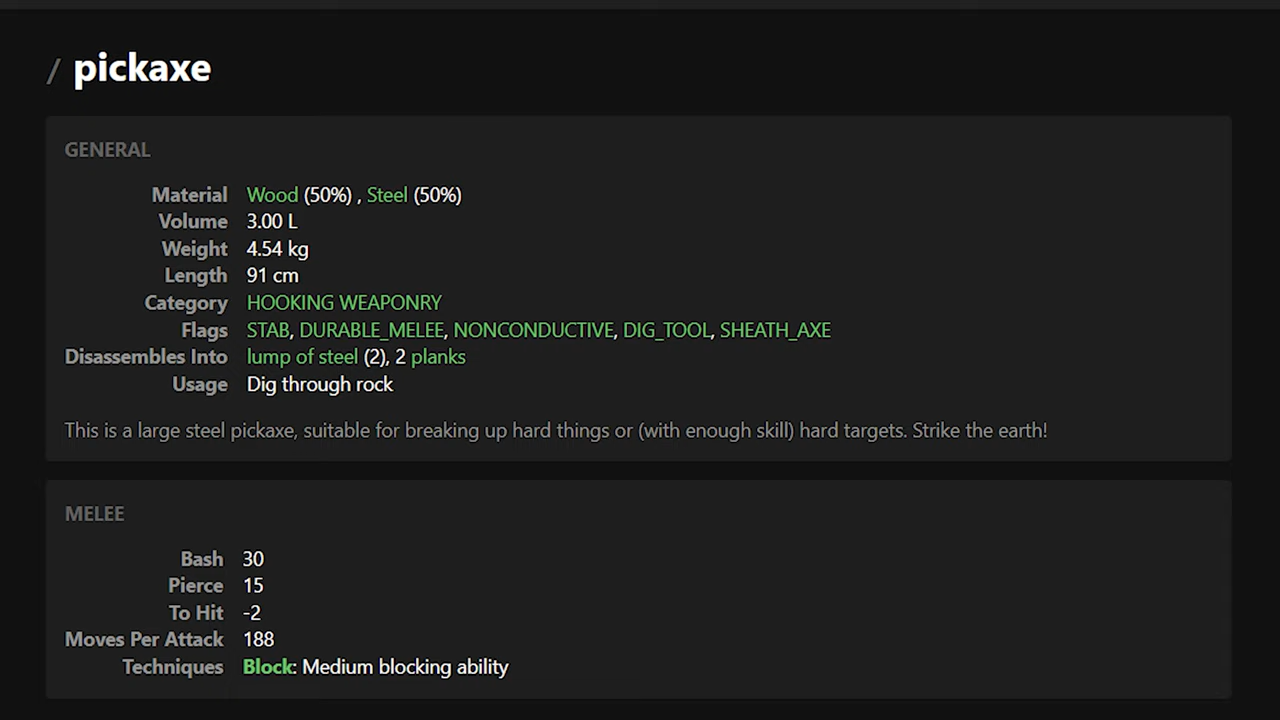 / pickaxe
GENERAL
Material Wood (50%) , Steel (50%)
Volume 3.00 L
Weight 4.54 kg
Length 91 cm
Category HOOKING WEAPONRY
Flags STAB, DURABLE_MELEE, NONCONDUCTIVE, DIG_TOOL, SHEATH_AXE
Disassembles Into lump of steel (2), 2 planks
Usage Dig through rock
This is a large steel pickaxe, suitable for breaking up hard things or (with enough skill) hard targets. Strike the earth!
MELEE
Bash 30
Pierce 15
To Hit -2
Moves Per Attack 188
Techniques Block: Medium blocking ability